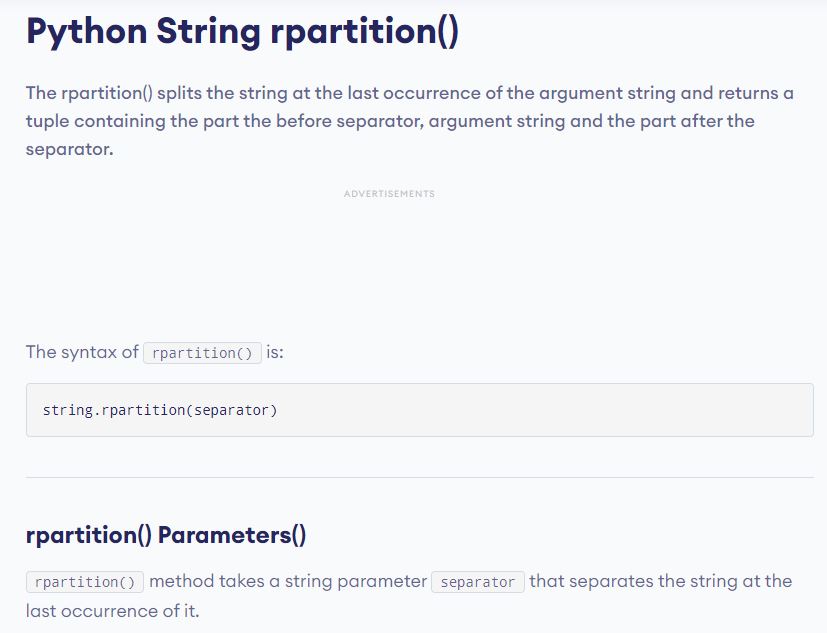 Python String rpartition()
The rpartition() splits the string at the last occurrence of the argument string and returns a
tuple containing the part the before separator, argument string and the part after the
separator.
ADVERTISEMENTS
The syntax of rpartition() is:
string.rpartition(separator)
rpartition() Parameters()
rpartition() method takes a string parameter separator that separates the string at the
last occurrence of it.